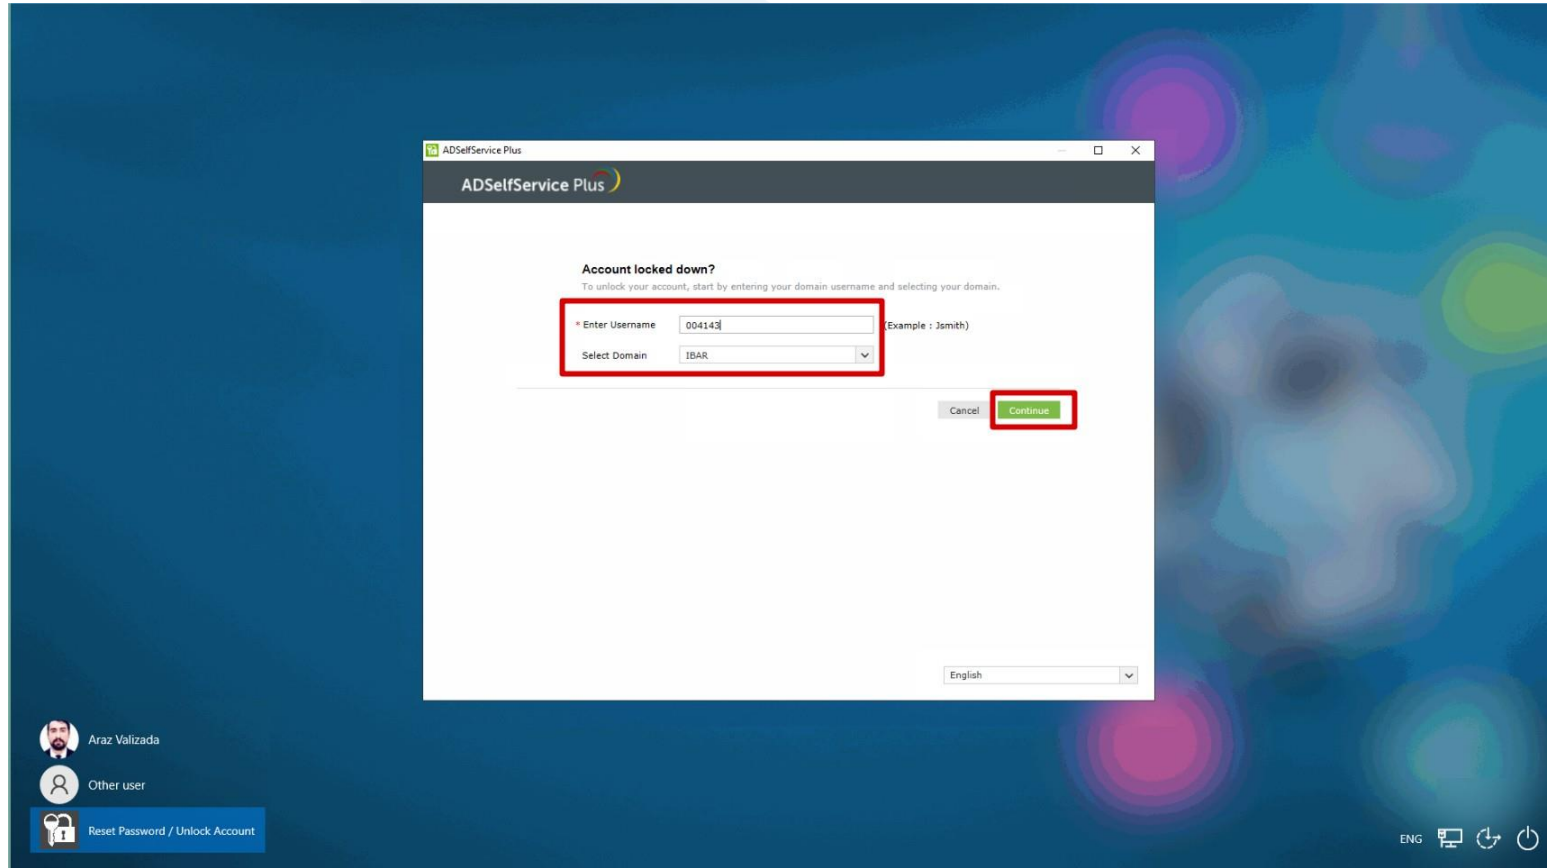 ADSelfService Plus
ADSelfService Plus
Account locked down?
To unlock your account, start by entering your domain username and selecting your domain.
* Enter Username 004143 (Example : Jsmith)
Select Domain IBAR
Cancel Continue
English
Araz Valizada
Other user
Reset Password / Unlock Account
ENG